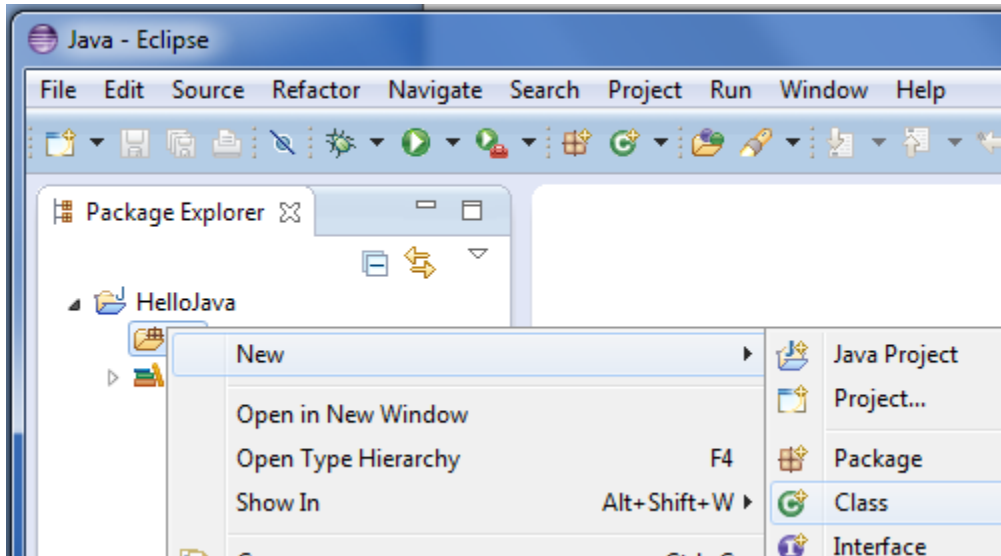 Java - Eclipse
File Edit Source Refactor Navigate Search Project Run Window Help
Package Explorer
HelloJava
New
Java Project
Project...
Open in New Window
Open Type Hierarchy F4
Package
Show In Alt+Shift+W
Class
Interface